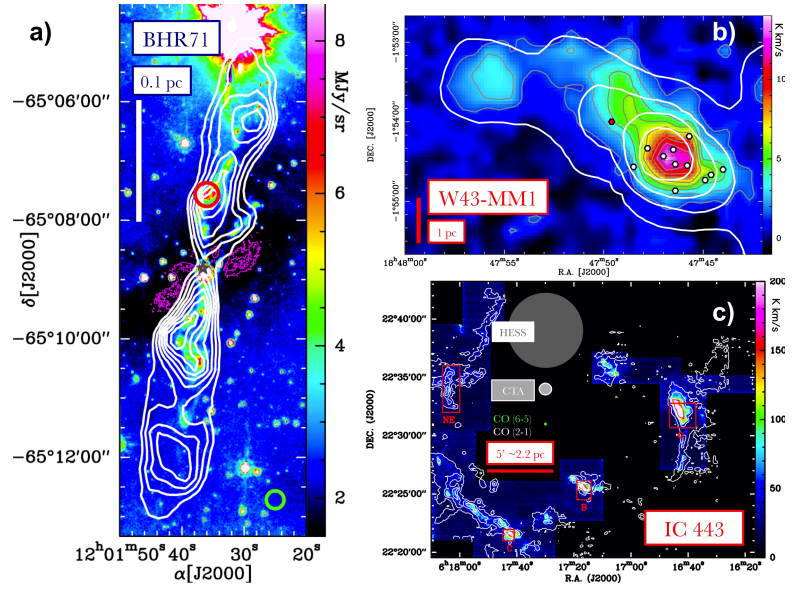 a)
BHR71
0.1 pc
−65°06′00″
−65°08′00″
−65°10′00″
−65°12′00″
δ[J2000]
12ʰ01ᵐ50ˢ 40ˢ 30ˢ 20ˢ
α[J2000]
8
6
4
2
MJy/sr
b)
K km/s
−1°53′00″
−1°54′00″
−1°55′00″
DEC. [J2000]
W43-MM1
1 pc
18ʰ48ᵐ00ˢ 47ᵐ55ˢ 47ᵐ50ˢ 47ᵐ45ˢ
R.A. [J2000]
10
5
0
c)
K km/s
200
150
100
50
0
22°40′00″
22°35′00″
22°30′00″
22°25′00″
22°20′00″
DEC. (J2000)
HESS
CTA
CO (6-5)
CO (2-1)
5′ ~2.2 pc
NE
G
B
C
IC 443
6ʰ18ᵐ00ˢ 17ᵐ40ˢ 17ᵐ20ˢ 17ᵐ00ˢ 16ᵐ40ˢ 16ᵐ20ˢ
R.A. (J2000)